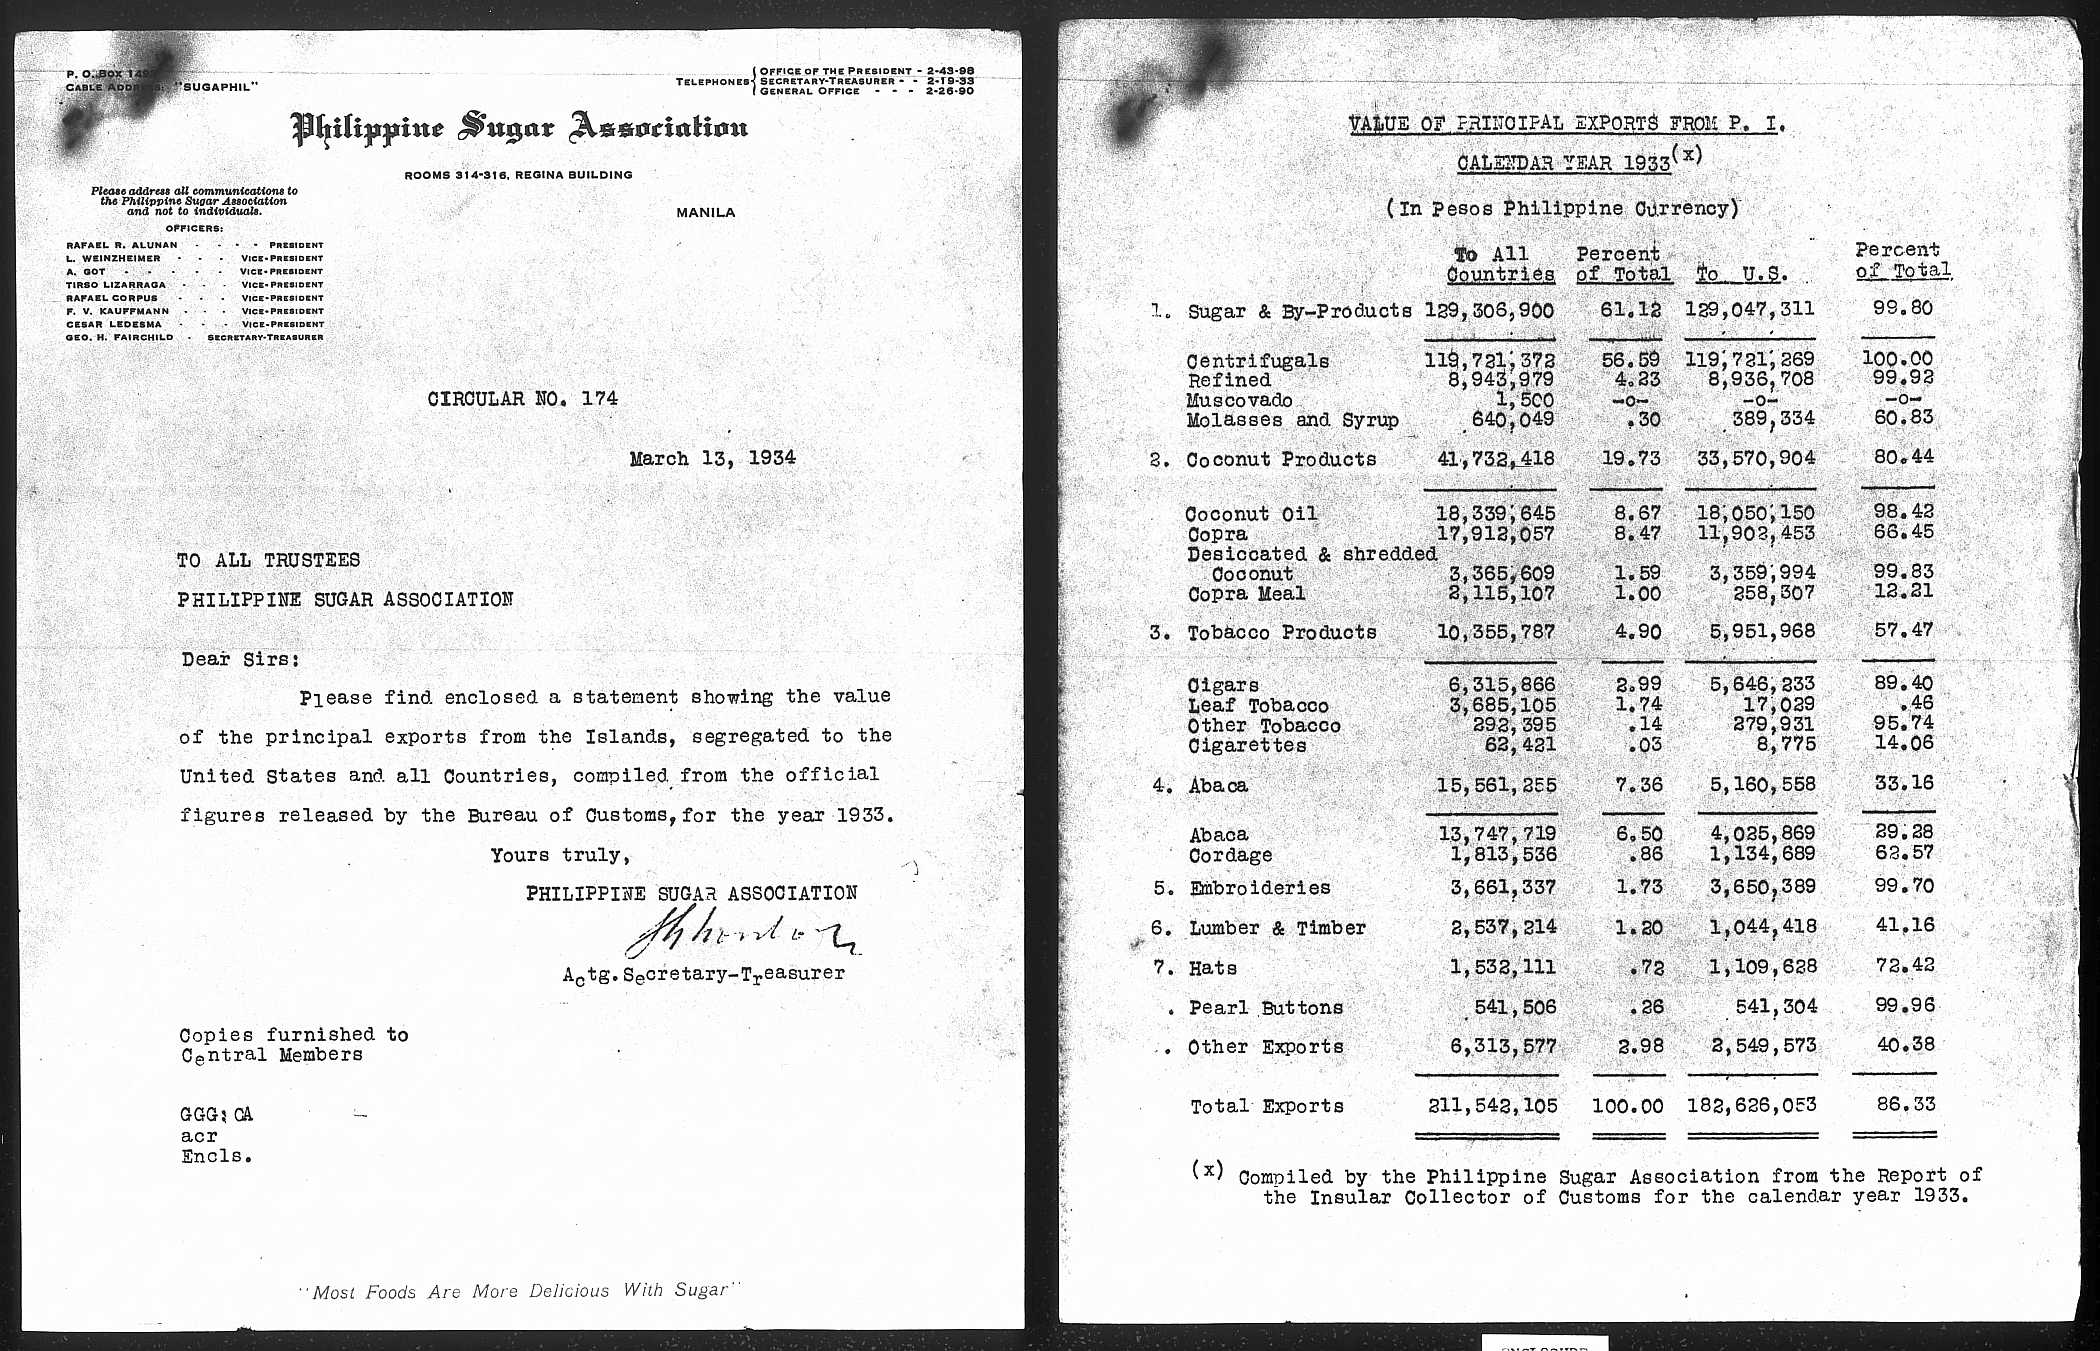 P. O. Box 149
CABLE ADDRESS: "SUGAPHIL"
TELEPHONES
OFFICE OF THE PRESIDENT - 2-43-98
SECRETARY-TREASURER - - 2-19-33
GENERAL OFFICE - - - 2-26-90
Philippine Sugar Association
ROOMS 314-316, REGINA BUILDING
MANILA
Please address all communications to
the Philippine Sugar Association
and not to individuals.
OFFICERS:
RAFAEL R. ALUNAN - - - - PRESIDENT
L. WEINZHEIMER - - - VICE-PRESIDENT
A. GOT - - - - - VICE-PRESIDENT
TIRSO LIZARRAGA - - - VICE-PRESIDENT
RAFAEL CORPUS - - - VICE-PRESIDENT
F. V. KAUFFMANN - - - VICE-PRESIDENT
CESAR LEDESMA - - - VICE-PRESIDENT
GEO. H. FAIRCHILD - SECRETARY-TREASURER
CIRCULAR NO. 174
March 13, 1934
TO ALL TRUSTEES
PHILIPPINE SUGAR ASSOCIATION
Dear Sirs:
Please find enclosed a statement showing the value
of the principal exports from the Islands, segregated to the
United States and all Countries, compiled from the official
figures released by the Bureau of Customs, for the year 1933.
Yours truly,
PHILIPPINE SUGAR ASSOCIATION
Actg. Secretary-Treasurer
Copies furnished to
Central Members
GGG; CA
acr
Encls.
"Most Foods Are More Delicious With Sugar"
VALUE OF PRINCIPAL EXPORTS FROM P. I.
CALENDAR YEAR 1933(x)
(In Pesos Philippine Currency)
To All Countries Percent of Total To U.S. Percent of Total
1. Sugar & By-Products 129,306,900 61.12 129,047,311 99.80
Centrifugals 119,721,372 56.59 119,721,269 100.00
Refined 8,943,979 4.23 8,936,708 99.92
Muscovado 1,500 -o- -o- -o-
Molasses and Syrup 640,049 .30 389,334 60.83
2. Coconut Products 41,732,418 19.73 33,570,904 80.44
Coconut Oil 18,339,645 8.67 18,050,150 98.42
Copra 17,912,057 8.47 11,902,453 66.45
Desiccated & shredded
Coconut 3,365,609 1.59 3,359,994 99.83
Copra Meal 2,115,107 1.00 258,307 12.21
3. Tobacco Products 10,355,787 4.90 5,951,968 57.47
Cigars 6,315,866 2.99 5,646,233 89.40
Leaf Tobacco 3,685,105 1.74 17,029 .46
Other Tobacco 292,395 .14 279,931 95.74
Cigarettes 62,421 .03 8,775 14.06
4. Abaca 15,561,255 7.36 5,160,558 33.16
Abaca 13,747,719 6.50 4,025,869 29.28
Cordage 1,813,536 .86 1,134,689 62.57
5. Embroideries 3,661,337 1.73 3,650,389 99.70
6. Lumber & Timber 2,537,214 1.20 1,044,418 41.16
7. Hats 1,532,111 .72 1,109,628 72.42
. Pearl Buttons 541,506 .26 541,304 99.96
. Other Exports 6,313,577 2.98 2,549,573 40.38
Total Exports 211,542,105 100.00 182,626,053 86.33
(x) Compiled by the Philippine Sugar Association from the Report of
the Insular Collector of Customs for the calendar year 1933.